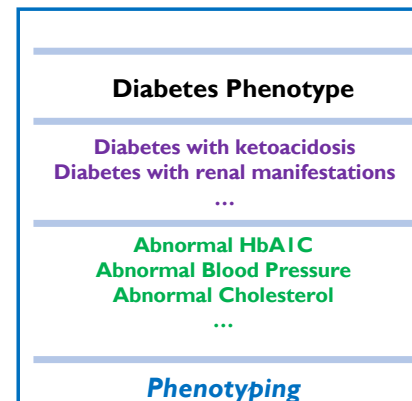 Diabetes Phenotype
Diabetes with ketoacidosis
Diabetes with renal manifestations
...
Abnormal HbA1C
Abnormal Blood Pressure
Abnormal Cholesterol
...
Phenotyping